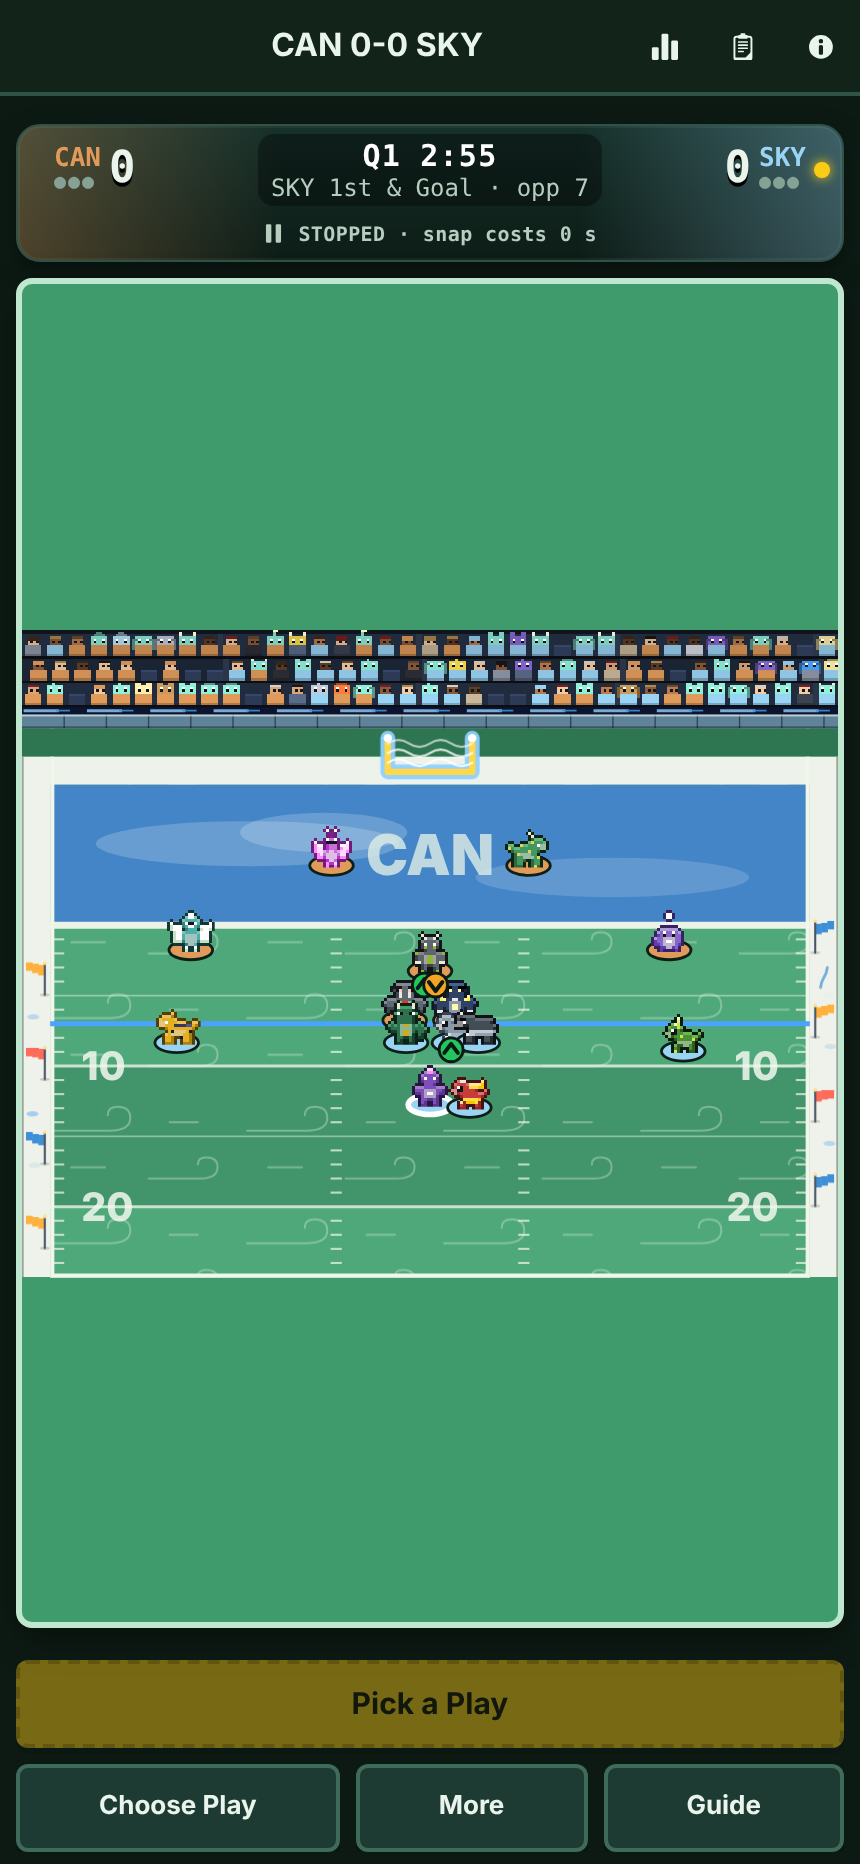 CAN 0-0 SKY
CAN 0
Q1 2:55
0 SKY
SKY 1st & Goal · opp 7
STOPPED · snap costs 0 s
CAN
10 10
20 20
Pick a Play
Choose Play
More
Guide